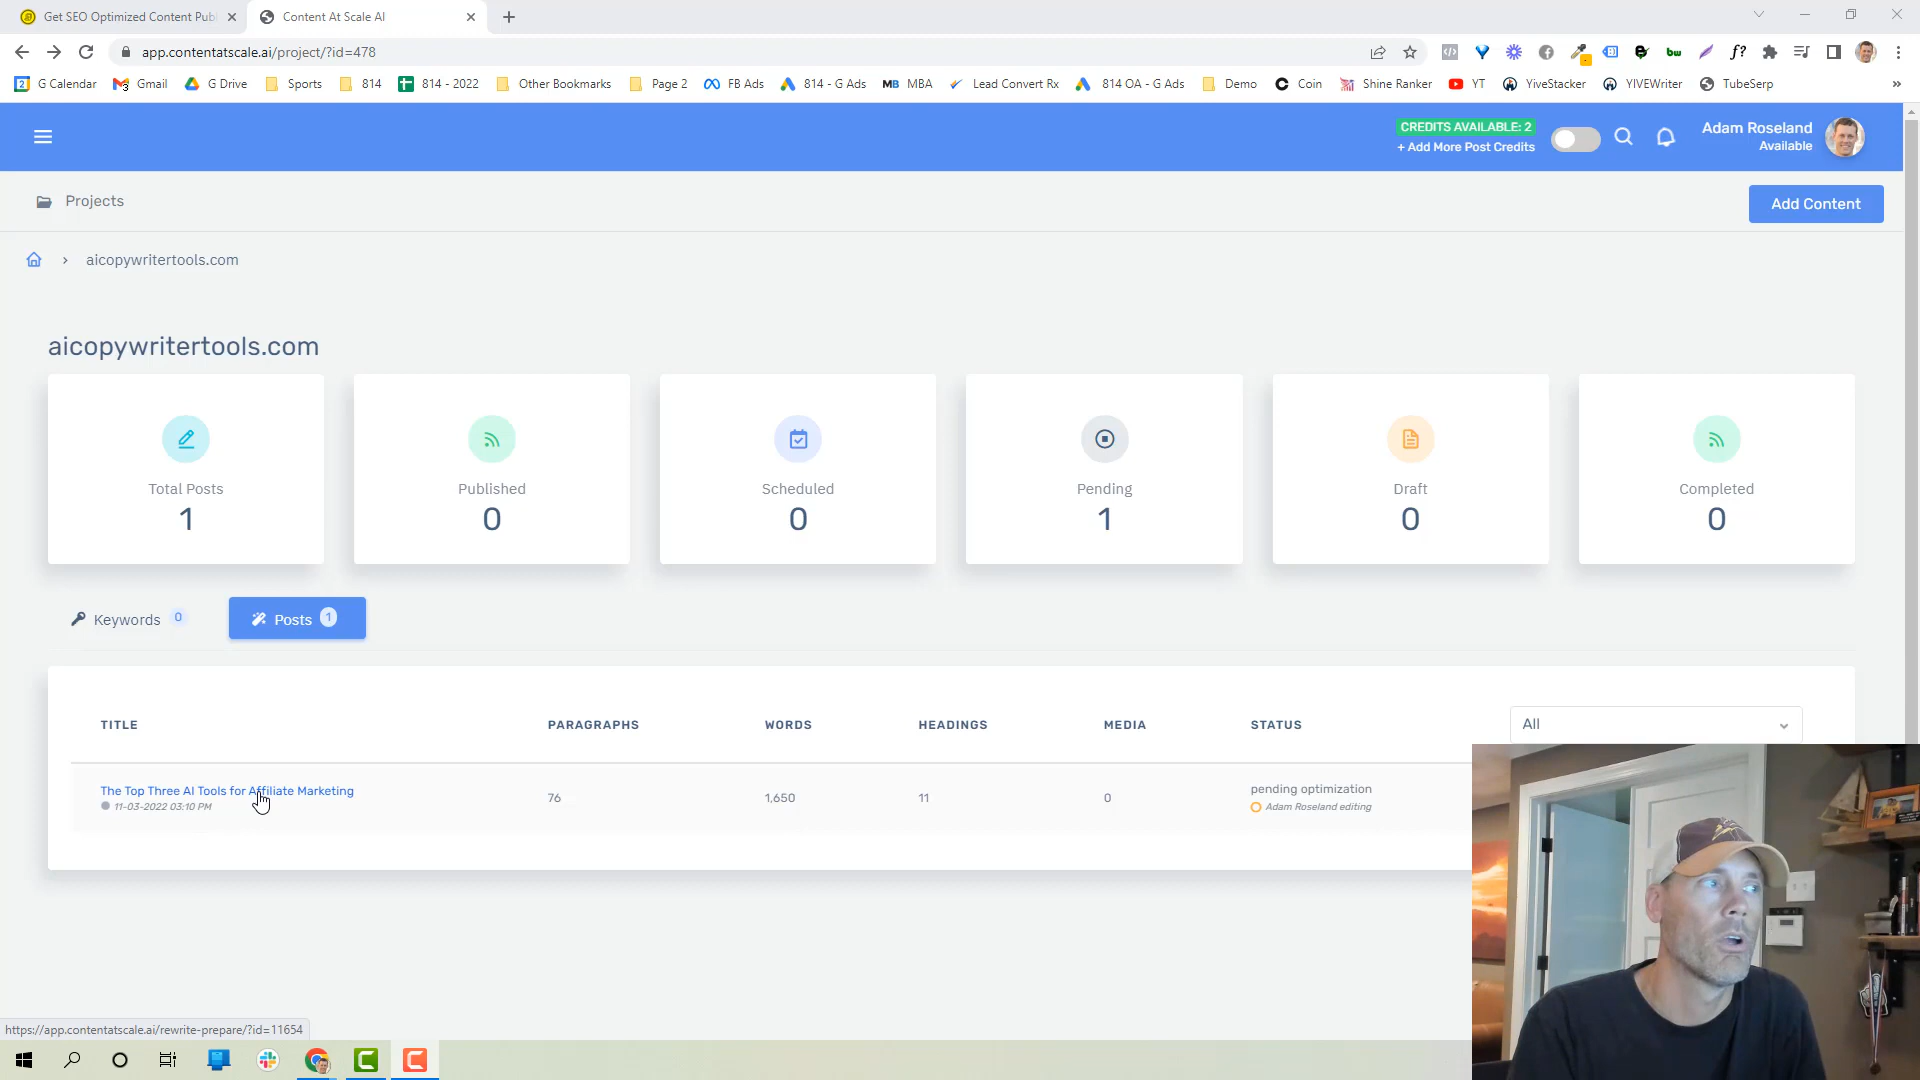 Get SEO Optimized Content Publ
Content At Scale AI
app.contentatscale.ai/project/?id=478
G Calendar
Gmail
G Drive
Sports
814
814 - 2022
Other Bookmarks
Page 2
FB Ads
814 - G Ads
MB MBA
Lead Convert Rx
814 OA - G Ads
Demo
Coin
Shine Ranker
YT
YiveStacker
YIVEWriter
TubeSerp
»
CREDITS AVAILABLE: 2
+ Add More Post Credits
Adam Roseland
Available
Projects
Add Content
aicopywritertools.com
aicopywritertools.com
Total Posts
1
Published
0
Scheduled
0
Pending
1
Draft
0
Completed
0
Keywords 0
Posts 1
TITLE
PARAGRAPHS
WORDS
HEADINGS
MEDIA
STATUS
All
The Top Three AI Tools for Affiliate Marketing
11-03-2022 03:10 PM
76
1,650
11
0
pending optimization
Adam Roseland editing
https://app.contentatscale.ai/rewrite-prepare/?id=11654